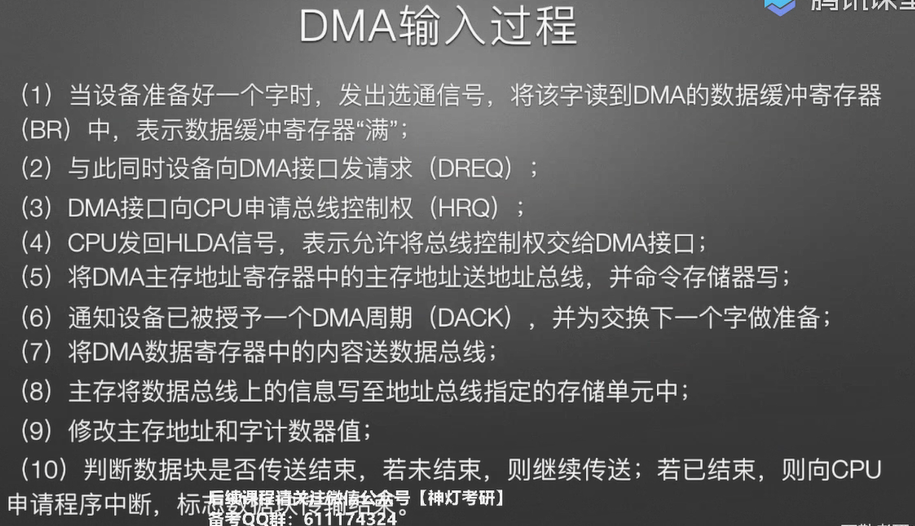 腾讯课堂
DMA输入过程
（1）当设备准备好一个字时，发出选通信号，将该字读到DMA的数据缓冲寄存器
（BR）中，表示数据缓冲寄存器“满”；
（2）与此同时设备向DMA接口发请求（DREQ）；
（3）DMA接口向CPU申请总线控制权（HRQ）；
（4）CPU发回HLDA信号，表示允许将总线控制权交给DMA接口；
（5）将DMA主存地址寄存器中的主存地址送地址总线，并命令存储器写；
（6）通知设备已被授予一个DMA周期（DACK），并为交换下一个字做准备；
（7）将DMA数据寄存器中的内容送数据总线；
（8）主存将数据总线上的信息写至地址总线指定的存储单元中；
（9）修改主存地址和字计数器值；
（10）判断数据块是否传送结束，若未结束，则继续传送；若已结束，则向CPU
申请程序中断，标志数据块传输结束。
后续课程请关注微信公众号【神灯考研】
备考QQ群：611174324